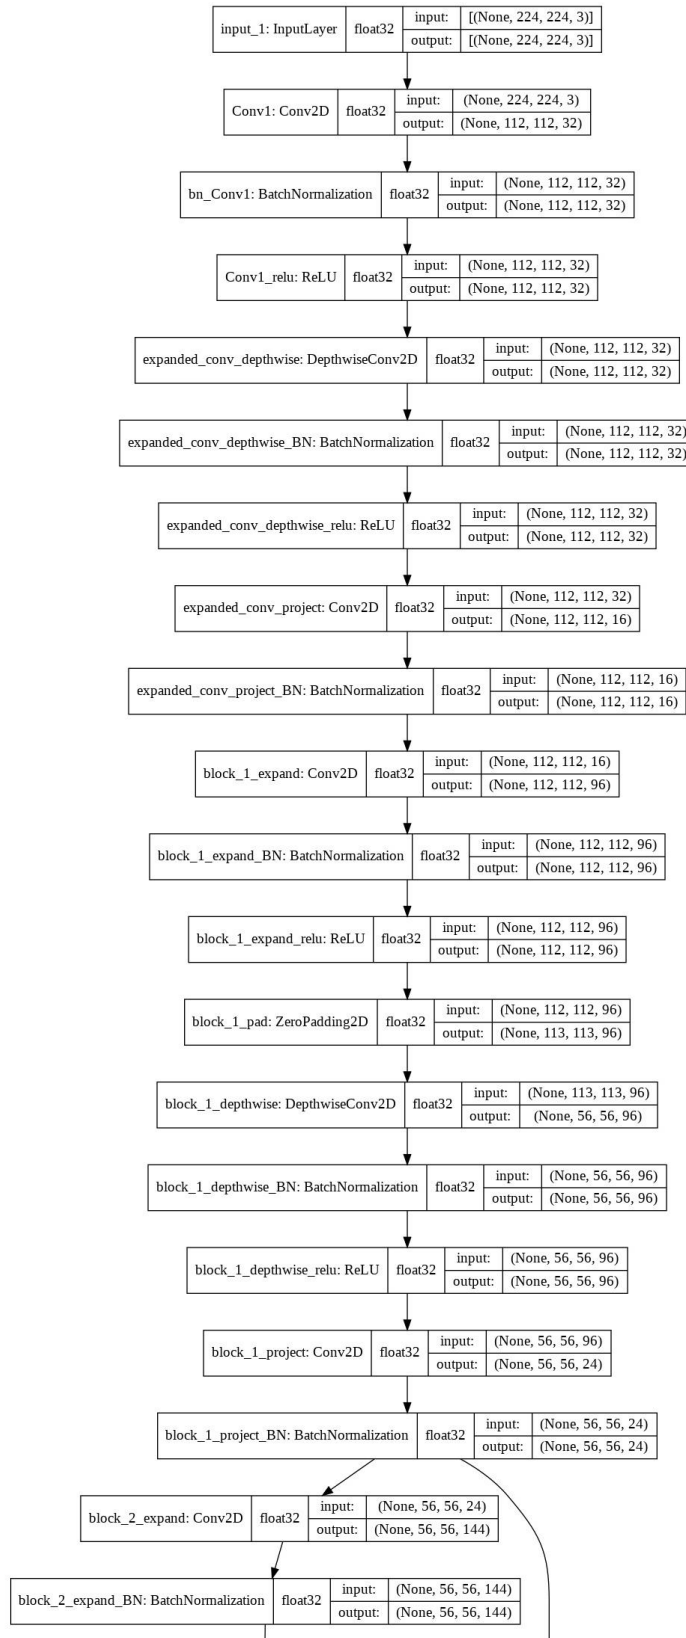 input_1: InputLayer float32 input: [(None, 224, 224, 3)]
output: [(None, 224, 224, 3)]
Conv1: Conv2D float32 input: (None, 224, 224, 3)
output: (None, 112, 112, 32)
bn_Conv1: BatchNormalization float32 input: (None, 112, 112, 32)
output: (None, 112, 112, 32)
Conv1_relu: ReLU float32 input: (None, 112, 112, 32)
output: (None, 112, 112, 32)
expanded_conv_depthwise: DepthwiseConv2D float32 input: (None, 112, 112, 32)
output: (None, 112, 112, 32)
expanded_conv_depthwise_BN: BatchNormalization float32 input: (None, 112, 112, 32)
output: (None, 112, 112, 32)
expanded_conv_depthwise_relu: ReLU float32 input: (None, 112, 112, 32)
output: (None, 112, 112, 32)
expanded_conv_project: Conv2D float32 input: (None, 112, 112, 32)
output: (None, 112, 112, 16)
expanded_conv_project_BN: BatchNormalization float32 input: (None, 112, 112, 16)
output: (None, 112, 112, 16)
block_1_expand: Conv2D float32 input: (None, 112, 112, 16)
output: (None, 112, 112, 96)
block_1_expand_BN: BatchNormalization float32 input: (None, 112, 112, 96)
output: (None, 112, 112, 96)
block_1_expand_relu: ReLU float32 input: (None, 112, 112, 96)
output: (None, 112, 112, 96)
block_1_pad: ZeroPadding2D float32 input: (None, 112, 112, 96)
output: (None, 113, 113, 96)
block_1_depthwise: DepthwiseConv2D float32 input: (None, 113, 113, 96)
output: (None, 56, 56, 96)
block_1_depthwise_BN: BatchNormalization float32 input: (None, 56, 56, 96)
output: (None, 56, 56, 96)
block_1_depthwise_relu: ReLU float32 input: (None, 56, 56, 96)
output: (None, 56, 56, 96)
block_1_project: Conv2D float32 input: (None, 56, 56, 96)
output: (None, 56, 56, 24)
block_1_project_BN: BatchNormalization float32 input: (None, 56, 56, 24)
output: (None, 56, 56, 24)
block_2_expand: Conv2D float32 input: (None, 56, 56, 24)
output: (None, 56, 56, 144)
block_2_expand_BN: BatchNormalization float32 input: (None, 56, 56, 144)
output: (None, 56, 56, 144)